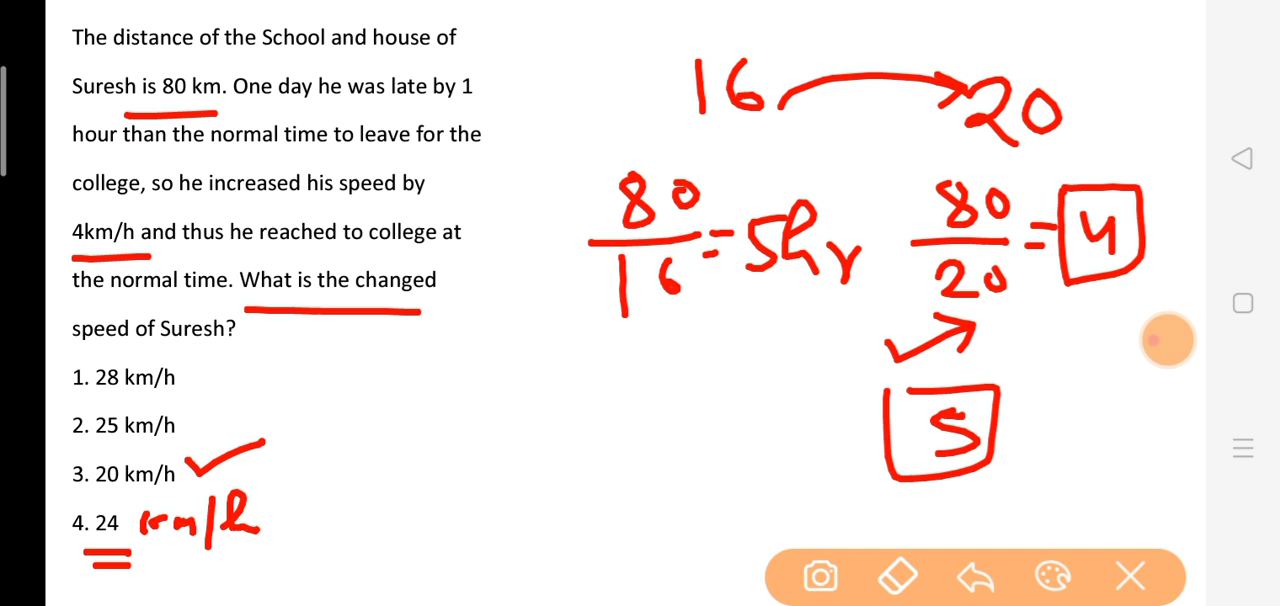 The distance of the School and house of
Suresh is 80 km. One day he was late by 1
hour than the normal time to leave for the
college, so he increased his speed by
4km/h and thus he reached to college at
the normal time. What is the changed
speed of Suresh?
1. 28 km/h
2. 25 km/h
3. 20 km/h
4. 24 km/h
16 → 20
80/16 = 5hr
80/20 = 4
5